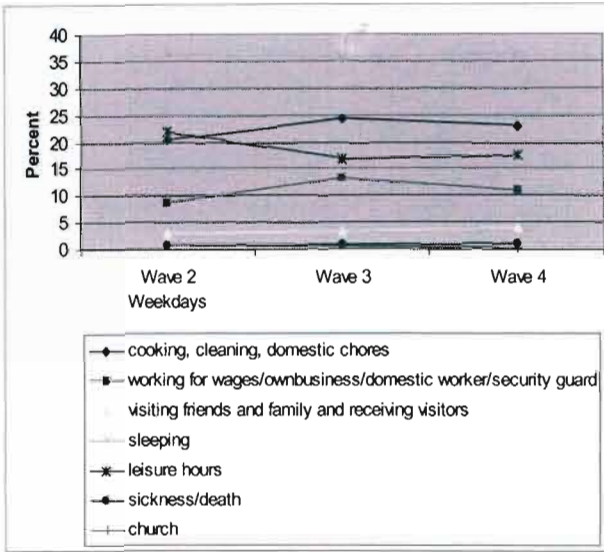 40
35
30
25
20
15
10
5
0
Percent
Wave 2 Wave 3 Wave 4
Weekdays
cooking, cleaning, domestic chores
working for wages/ownbusiness/domestic worker/security guard
visiting friends and family and receiving visitors
sleeping
leisure hours
sickness/death
church